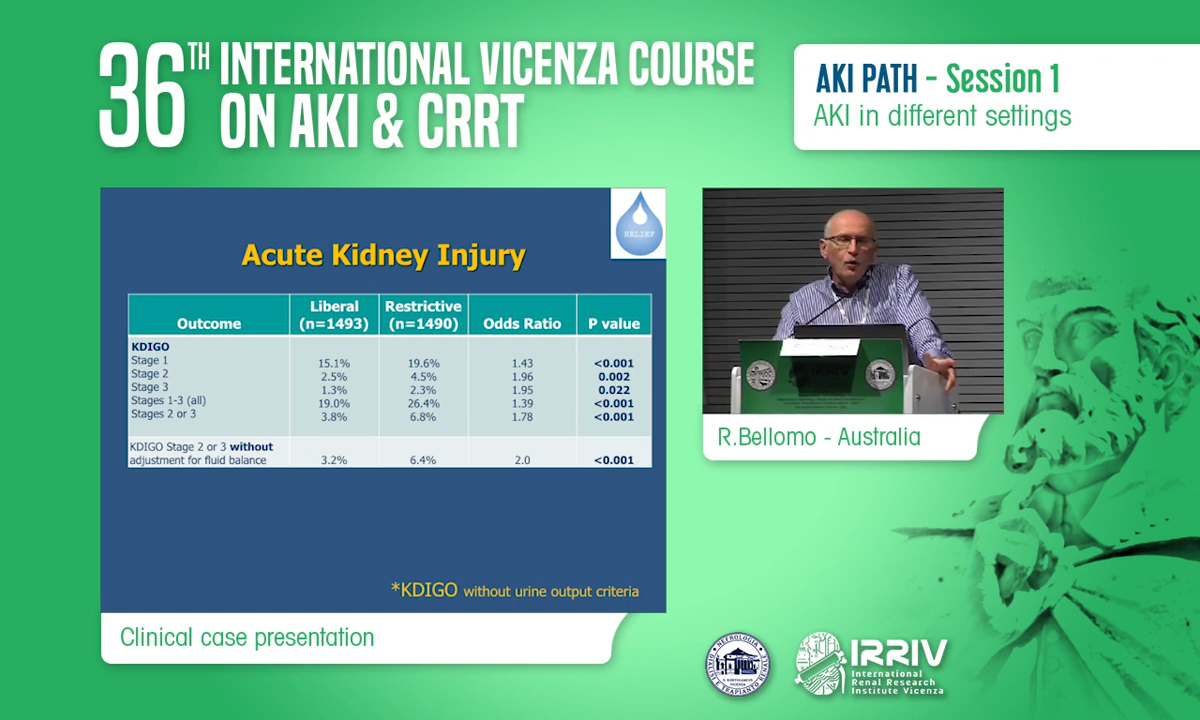 36TH INTERNATIONAL VICENZA COURSE
ON AKI & CRRT
AKI PATH - Session 1
AKI in different settings
RELIEF
Acute Kidney Injury
Outcome Liberal (n=1493) Restrictive (n=1490) Odds Ratio P value
KDIGO
Stage 1 15.1% 19.6% 1.43 <0.001
Stage 2 2.5% 4.5% 1.96 0.002
Stage 3 1.3% 2.3% 1.95 0.022
Stages 1-3 (all) 19.0% 26.4% 1.39 <0.001
Stages 2 or 3 3.8% 6.8% 1.78 <0.001
KDIGO Stage 2 or 3 without
adjustment for fluid balance 3.2% 6.4% 2.0 <0.001
*KDIGO without urine output criteria
R.Bellomo - Australia
Clinical case presentation
NEFROLOGIA
DIALISI E TRAPIANTO RENALE
VICENZA
IRRIV
International
Renal Research
Institute Vicenza